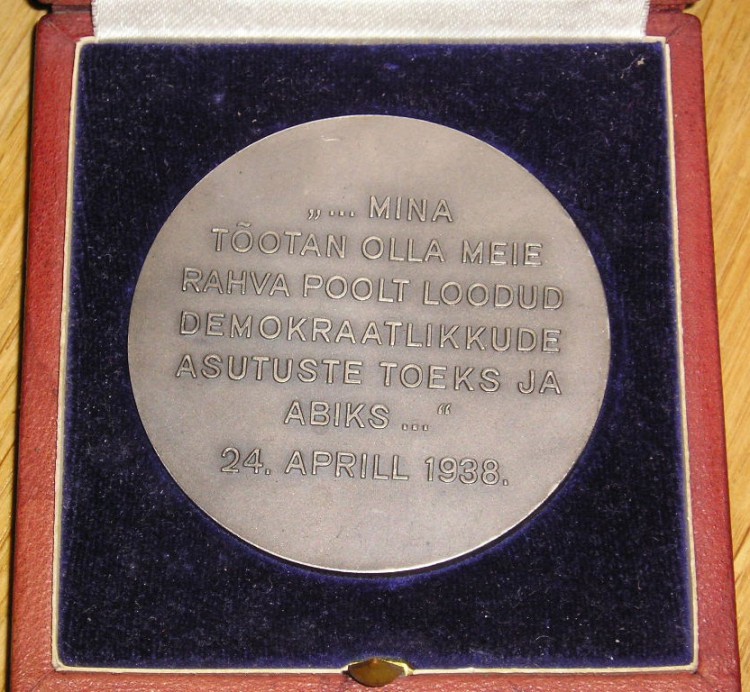 „... MINA
TÕOTAN OLLA MEIE
RAHVA POOLT LOODUD
DEMOKRAATLIKKUDE
ASUTUSTE TOEKS JA
ABIKS ...“
24. APRILL 1938.